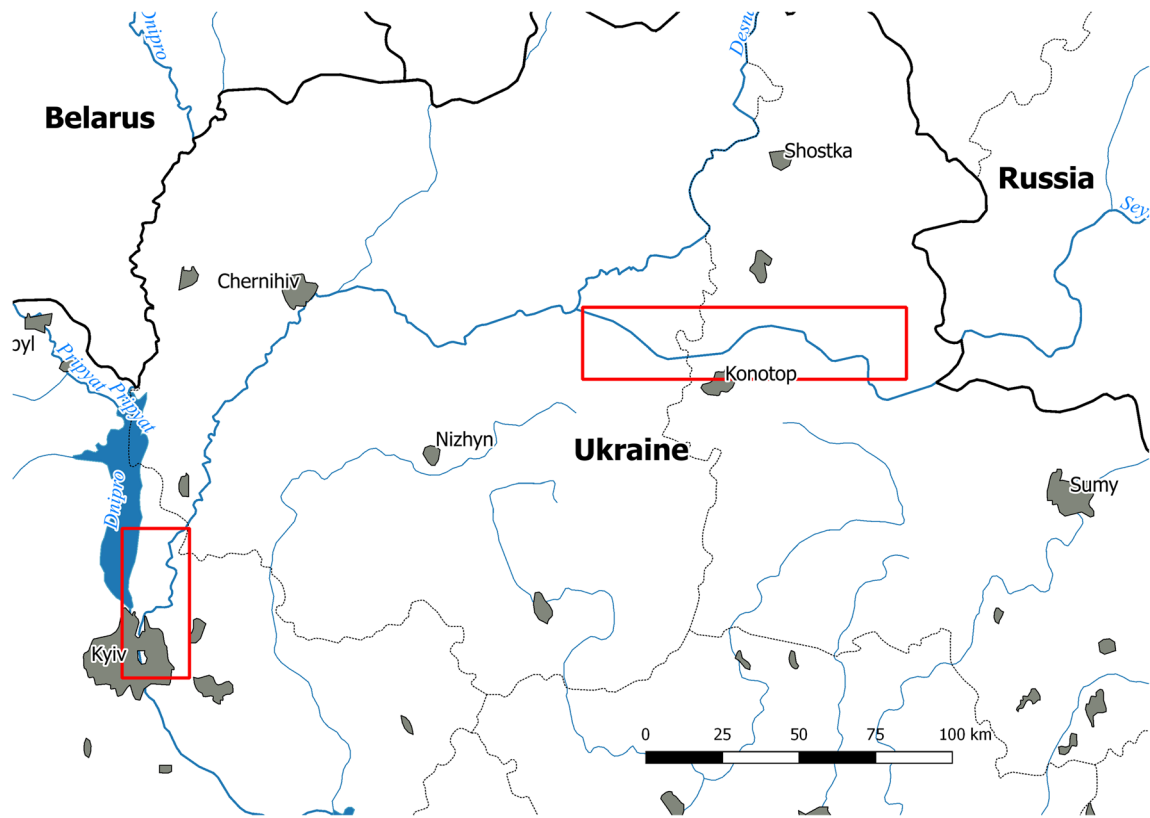 Dnipro
Desna
Belarus
Shostka
Russia
Sey
Chernihiv
byl
Pripyat
Pripyat
Konotop
Nizhyn
Ukraine
Sumy
Dnipro
Kyiv
0 25 50 75 100 km